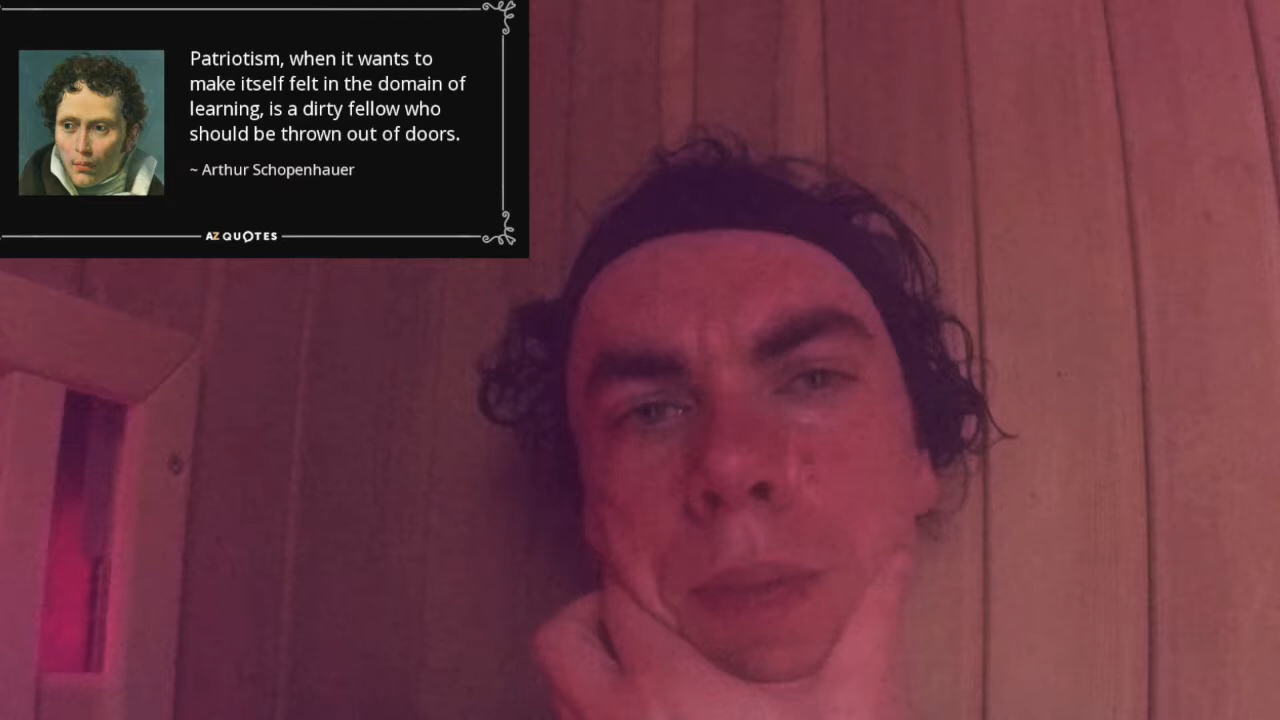 Patriotism, when it wants to
make itself felt in the domain of
learning, is a dirty fellow who
should be thrown out of doors.
~ Arthur Schopenhauer
AZ QUOTES